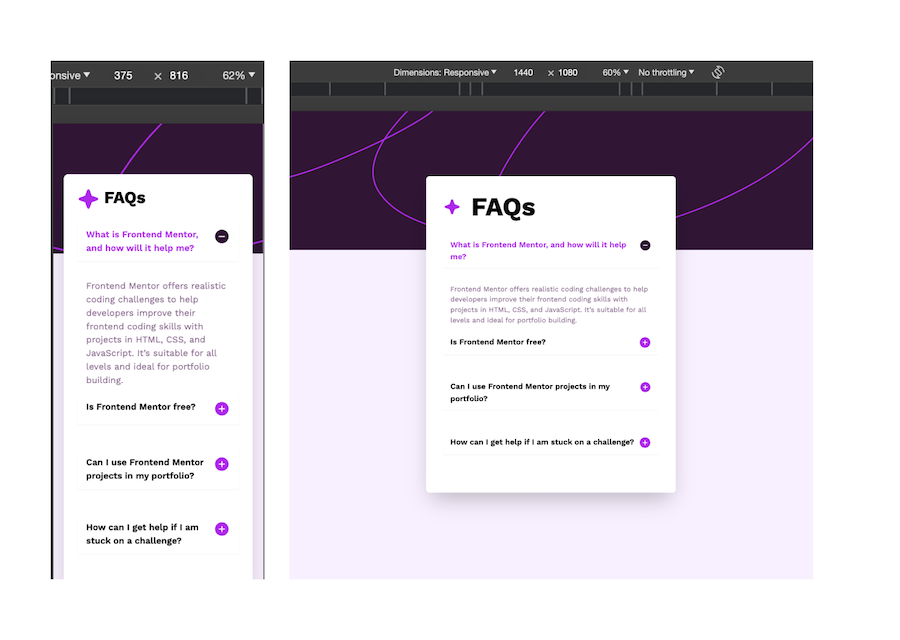 onsive 375 × 816 62%
FAQs
What is Frontend Mentor,
and how will it help me?
Frontend Mentor offers realistic
coding challenges to help
developers improve their
frontend coding skills with
projects in HTML, CSS, and
JavaScript. It's suitable for all
levels and ideal for portfolio
building.
Is Frontend Mentor free?
Can I use Frontend Mentor
projects in my portfolio?
How can I get help if I am
stuck on a challenge?
Dimensions: Responsive 1440 × 1080 60% No throttling
FAQs
What is Frontend Mentor, and how will it help
me?
Frontend Mentor offers realistic coding challenges to help
developers improve their frontend coding skills with
projects in HTML, CSS, and JavaScript. It's suitable for all
levels and ideal for portfolio building.
Is Frontend Mentor free?
Can I use Frontend Mentor projects in my
portfolio?
How can I get help if I am stuck on a challenge?